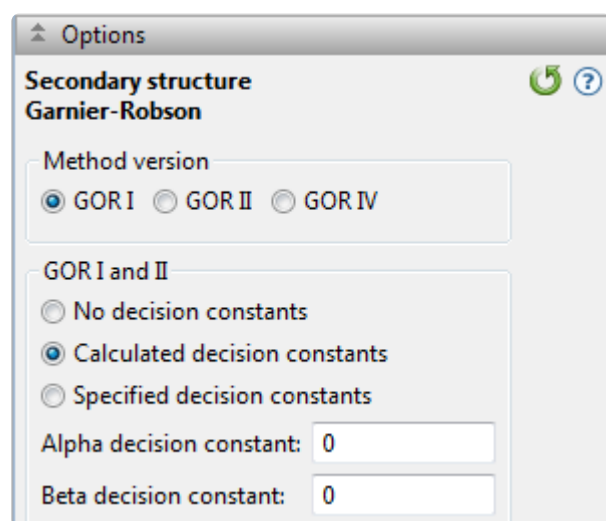 Options
Secondary structure
Garnier-Robson
?
Method version
GOR I GOR II GOR IV
GOR I and II
No decision constants
Calculated decision constants
Specified decision constants
Alpha decision constant: 0
Beta decision constant: 0